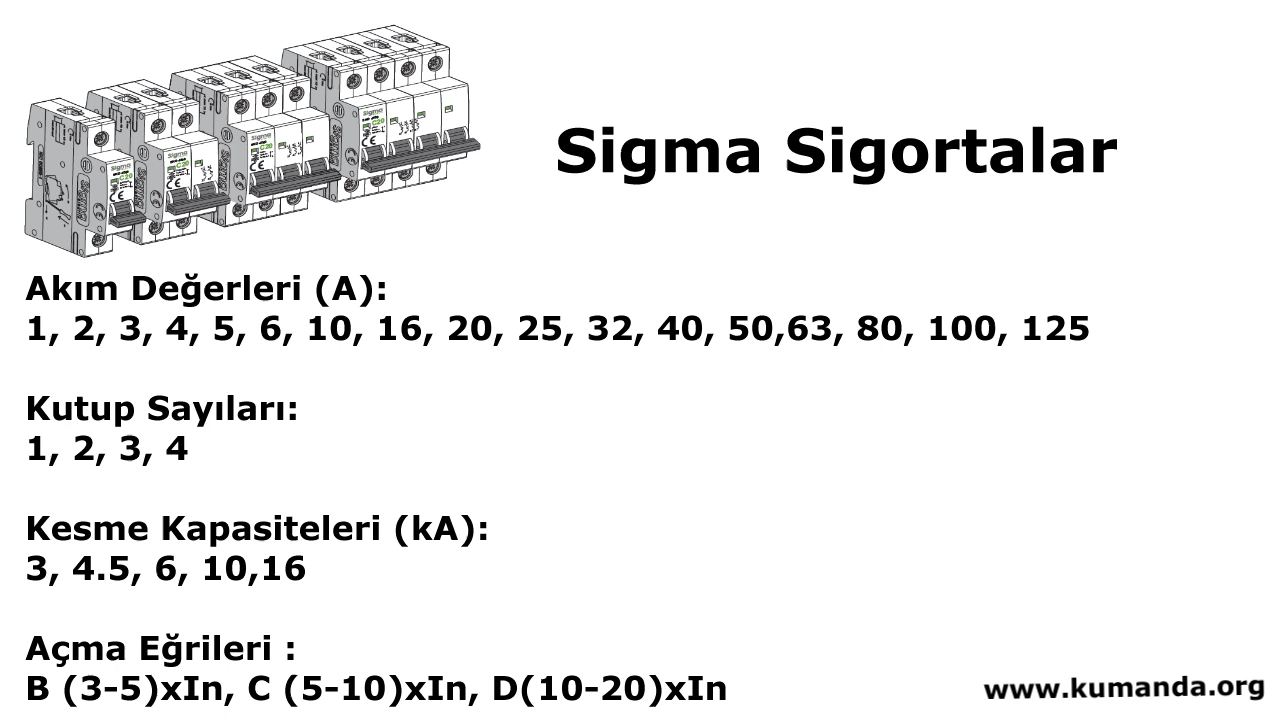 Sigma Sigortalar
Akım Değerleri (A):
1, 2, 3, 4, 5, 6, 10, 16, 20, 25, 32, 40, 50,63, 80, 100, 125
Kutup Sayıları:
1, 2, 3, 4
Kesme Kapasiteleri (kA):
3, 4.5, 6, 10,16
Açma Eğrileri :
B (3-5)xIn, C (5-10)xIn, D(10-20)xIn
www.kumanda.org